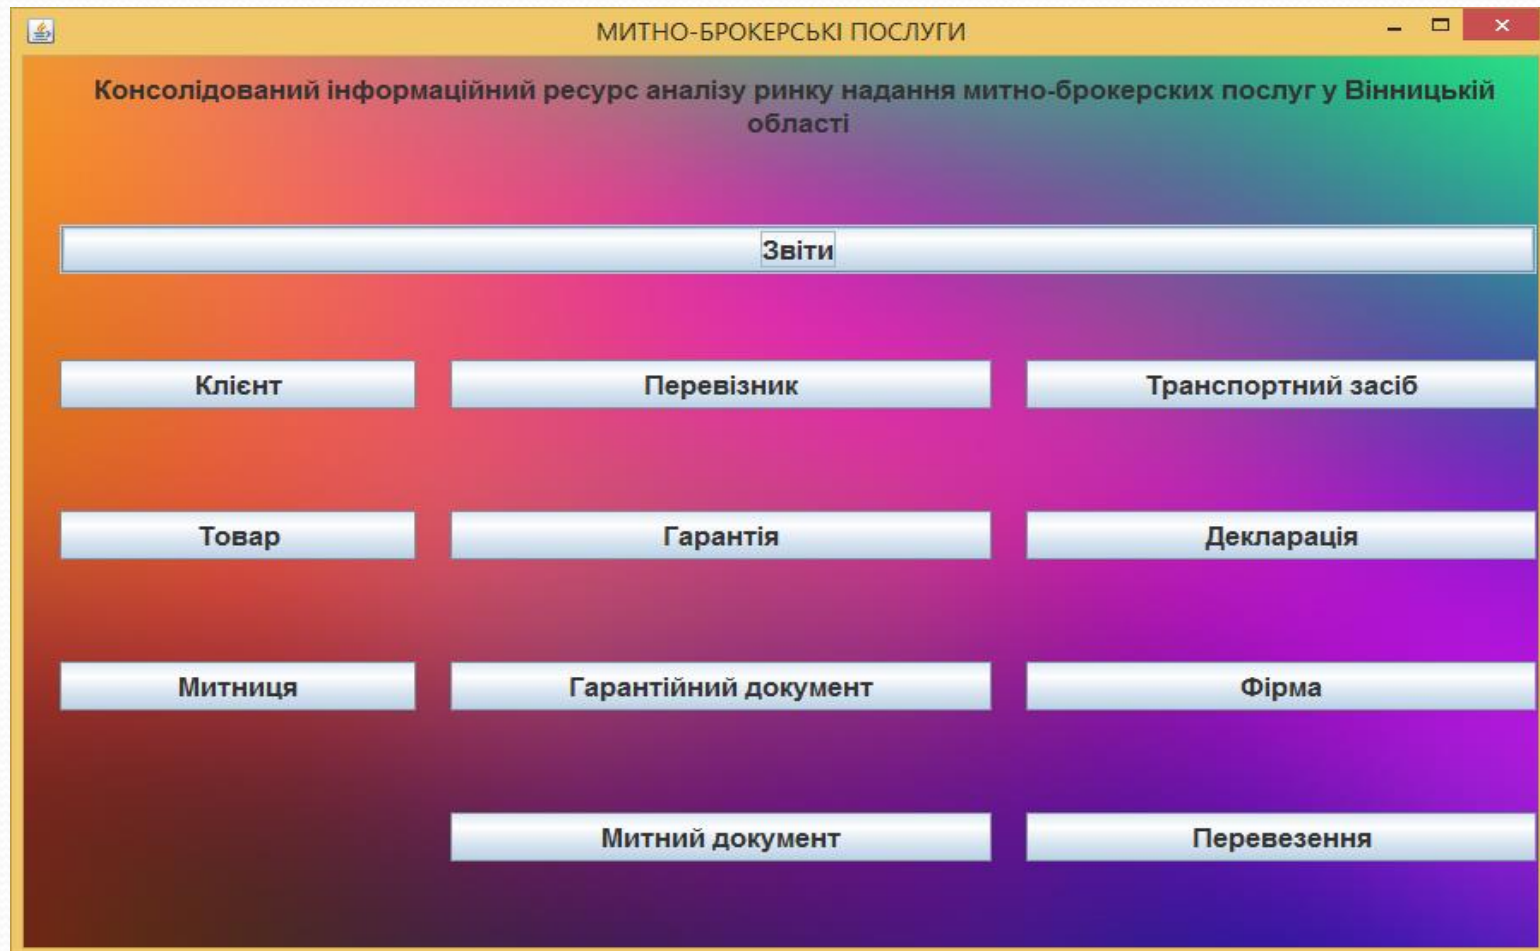 МИТНО-БРОКЕРСЬКІ ПОСЛУГИ
Консолідований інформаційний ресурс аналізу ринку надання митно-брокерских послуг у Вінницькій
області
Звіти
Клієнт Перевізник Транспортний засіб
Товар Гарантія Декларація
Митниця Гарантійний документ Фірма
Митний документ Перевезення